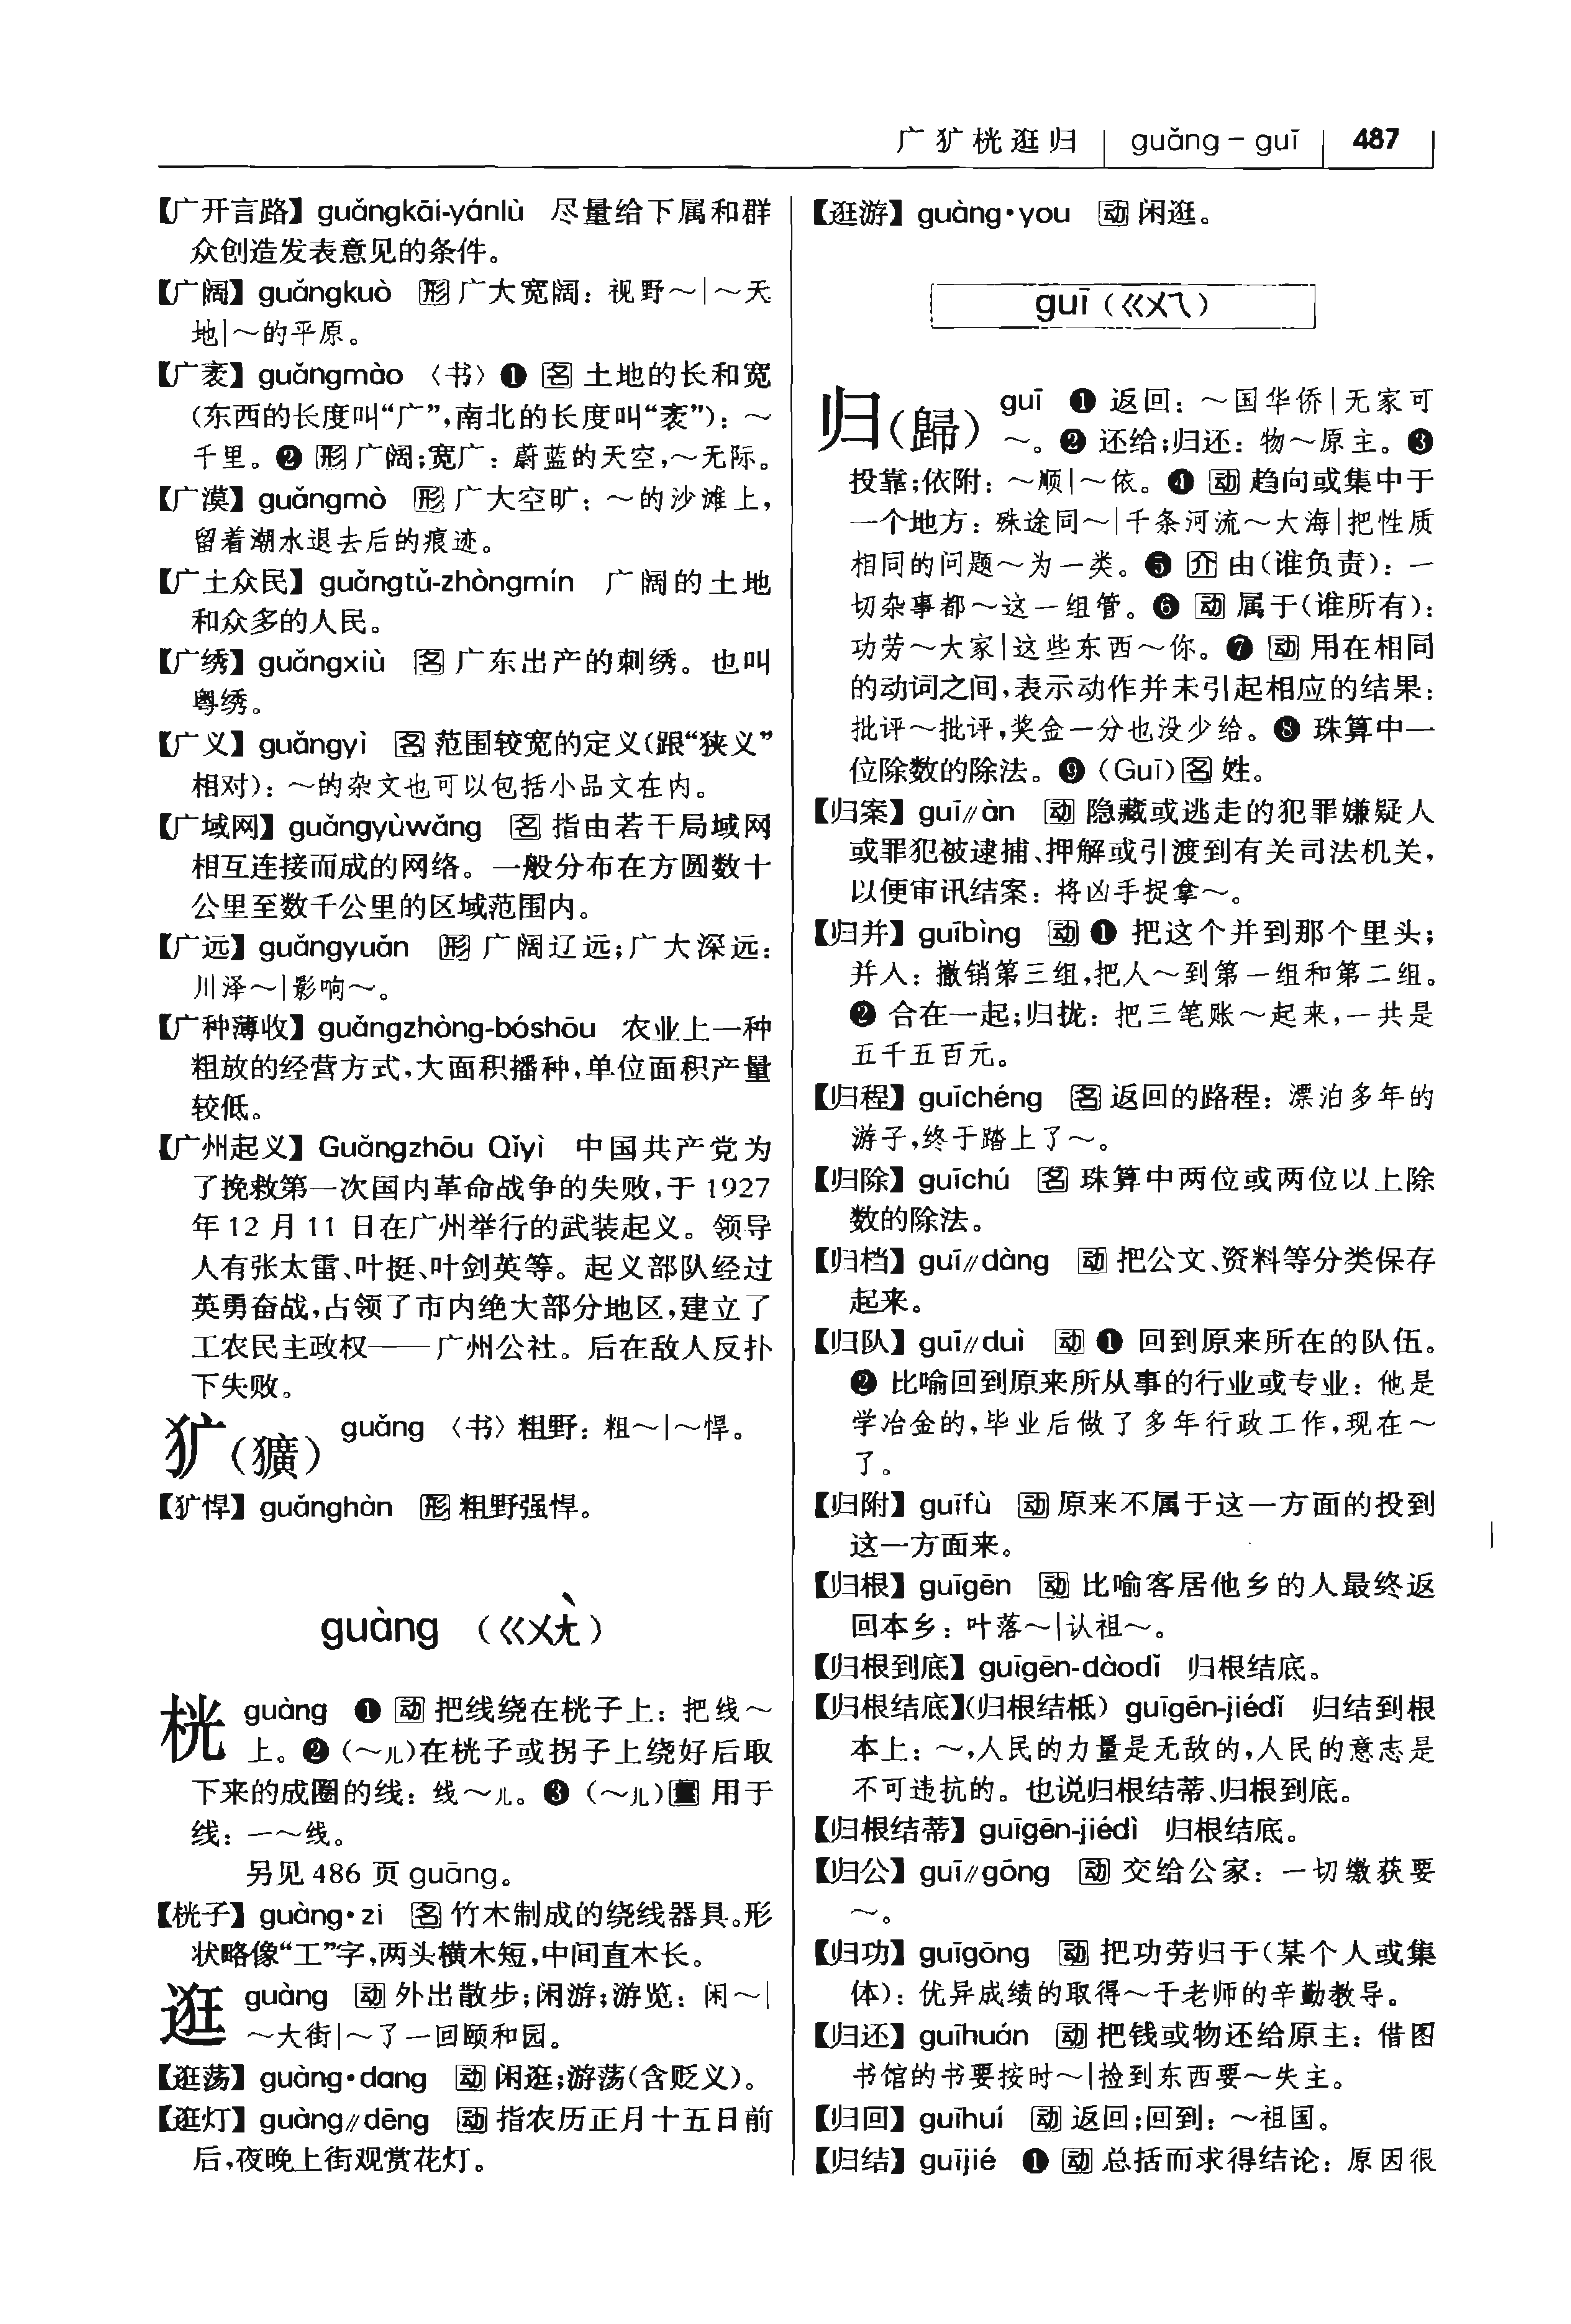 广犷桄逛归 guǎng－guī 487
【广开言路】 guǎngkāi-yánlù 尽量给下属和群
众创造发表意见的条件。
【广阔】 guǎngkuò 形 广大宽阔：视野～|～天
地|～的平原。
【广袤】 guǎngmào 〈书〉❶ 名 土地的长和宽
(东西的长度叫“广”,南北的长度叫“袤”)：～
千里。❷ 形 广阔;宽广：蔚蓝的天空,～无际。
【广漠】 guǎngmò 形 广大空旷：～的沙滩上,
留着潮水退去后的痕迹。
【广土众民】 guǎngtǔ-zhòngmín 广阔的土地
和众多的人民。
【广绣】 guǎngxiù 名 广东出产的刺绣。也叫
粤绣。
【广义】 guǎngyì 名 范围较宽的定义(跟“狭义”
相对)：～的杂文也可以包括小品文在内。
【广域网】 guǎngyùwǎng 名 指由若干局域网
相互连接而成的网络。一般分布在方圆数十
公里至数千公里的区域范围内。
【广远】 guǎngyuǎn 形 广阔辽远;广大深远：
川泽～|影响～。
【广种薄收】 guǎngzhòng-bóshōu 农业上一种
粗放的经营方式,大面积播种,单位面积产量
较低。
【广州起义】 Guǎngzhōu Qǐyì 中国共产党为
了挽救第一次国内革命战争的失败,于 1927
年 12 月 11 日在广州举行的武装起义。领导
人有张太雷、叶挺、叶剑英等。起义部队经过
英勇奋战,占领了市内绝大部分地区,建立了
工农民主政权——广州公社。后在敌人反扑
下失败。
犷(獷) guǎng 〈书〉粗野：粗～|～悍。
【犷悍】 guǎnghàn 形 粗野强悍。
guàng （ㄍㄨㄤˋ）
桄 guàng ❶ 动 把线绕在桄子上：把线～
上。❷ (～儿)在桄子或拐子上绕好后取
下来的成圈的线：线～儿。❸ (～儿)量 用于
线：一～线。
另见 486 页 guāng。
【桄子】 guàng•zi 名 竹木制成的绕线器具。形
状略像“工”字,两头横木短,中间直木长。
逛 guàng 动 外出散步;闲游;游览：闲～|
～大街|～了一回颐和园。
【逛荡】 guàng•dang 动 闲逛;游荡(含贬义)。
【逛灯】 guàng∥dēng 动 指农历正月十五日前
后,夜晚上街观赏花灯。
【逛游】 guàng•you 动 闲逛。
guī（ㄍㄨㄟ）
归(歸) guī ❶ 返回：～国华侨|无家可
～。❷ 还给;归还：物～原主。❸
投靠;依附：～顺|～依。❹ 动 趋向或集中于
一个地方：殊途同～|千条河流～大海|把性质
相同的问题～为一类。❺ 介 由(谁负责)：一
切杂事都～这一组管。❻ 动 属于(谁所有)：
功劳～大家|这些东西～你。❼ 动 用在相同
的动词之间,表示动作并未引起相应的结果：
批评～批评,奖金一分也没少给。❽ 珠算中一
位除数的除法。❾ (Guī)名 姓。
【归案】 guī∥àn 动 隐藏或逃走的犯罪嫌疑人
或罪犯被逮捕、押解或引渡到有关司法机关,
以便审讯结案：将凶手捉拿～。
【归并】 guībìng 动 ❶ 把这个并到那个里头;
并入：撤销第三组,把人～到第一组和第二组。
❷ 合在一起;归拢：把三笔账～起来,一共是
五千五百元。
【归程】 guīchéng 名 返回的路程：漂泊多年的
游子,终于踏上了～。
【归除】 guīchú 名 珠算中两位或两位以上除
数的除法。
【归档】 guī∥dàng 动 把公文、资料等分类保存
起来。
【归队】 guī∥duì 动 ❶ 回到原来所在的队伍。
❷ 比喻回到原来所从事的行业或专业：他是
学冶金的,毕业后做了多年行政工作,现在～
了。
【归附】 guīfù 动 原来不属于这一方面的投到
这一方面来。
【归根】 guīgēn 动 比喻客居他乡的人最终返
回本乡：叶落～|认祖～。
【归根到底】 guīgēn-dàodǐ 归根结底。
【归根结底】(归根结柢) guīgēn-jiédǐ 归结到根
本上：～,人民的力量是无敌的,人民的意志是
不可违抗的。也说归根结蒂、归根到底。
【归根结蒂】 guīgēn-jiédì 归根结底。
【归公】 guī∥gōng 动 交给公家：一切缴获要
～。
【归功】 guīgōng 动 把功劳归于(某个人或集
体)：优异成绩的取得～于老师的辛勤教导。
【归还】 guīhuán 动 把钱或物还给原主：借图
书馆的书要按时～|捡到东西要～失主。
【归回】 guīhuí 动 返回;回到：～祖国。
【归结】 guījié ❶ 动 总括而求得结论：原因很